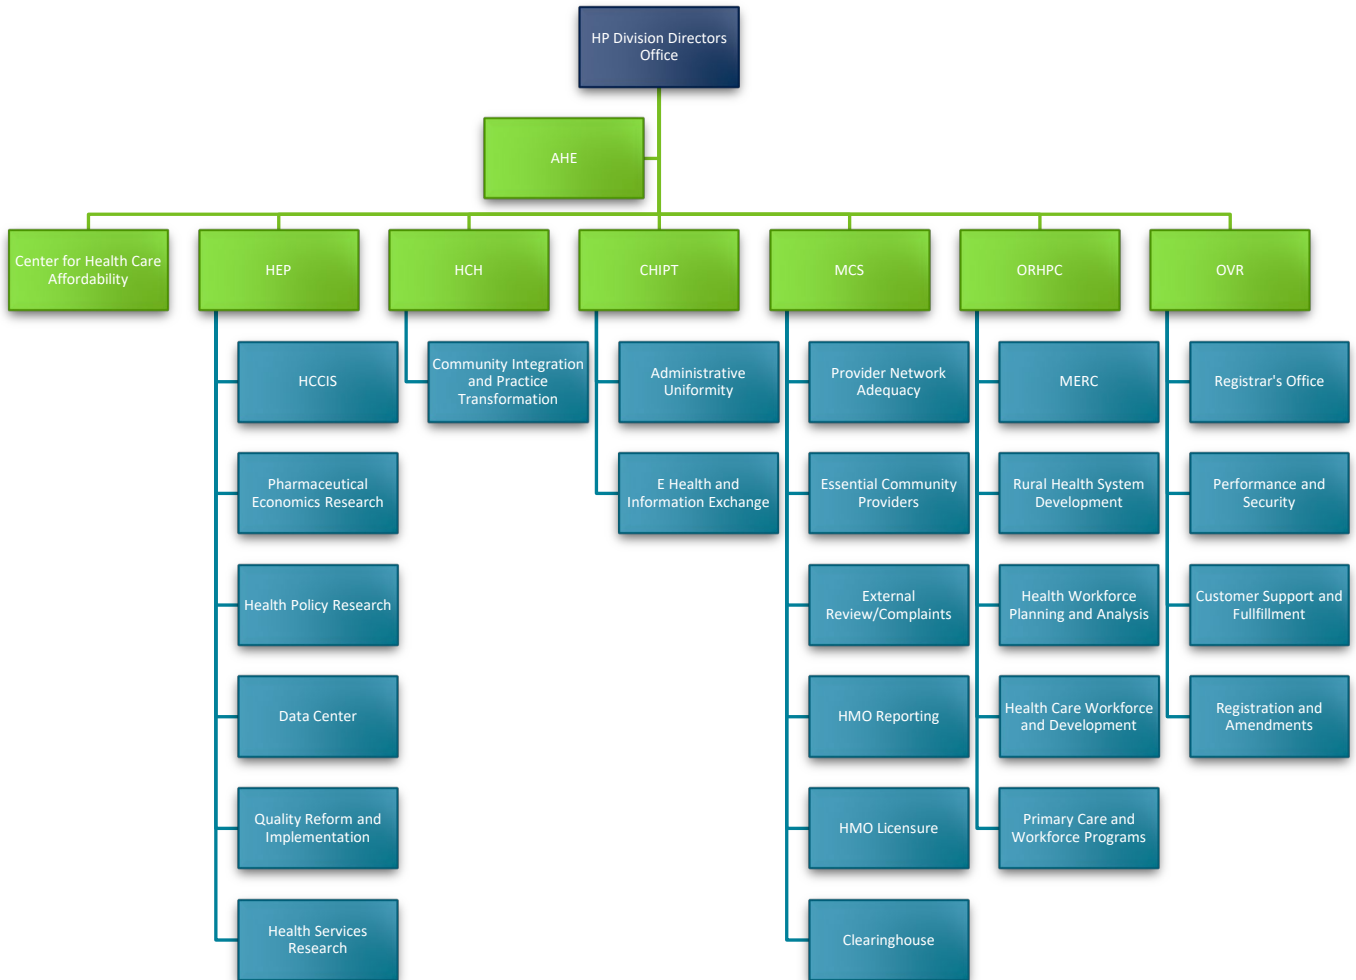 HP Division Directors
Office
AHE
Center for Health Care
Affordability
HEP
HCH
CHIPT
MCS
ORHPC
OVR
HCCIS
Community Integration
and Practice
Transformation
Administrative
Uniformity
Provider Network
Adequacy
MERC
Registrar's Office
Pharmaceutical
Economics Research
E Health and
Information Exchange
Essential Community
Providers
Rural Health System
Development
Performance and
Security
Health Policy Research
External
Review/Complaints
Health Workforce
Planning and Analysis
Customer Support and
Fullfillment
Data Center
HMO Reporting
Health Care Workforce
and Development
Registration and
Amendments
Quality Reform and
Implementation
HMO Licensure
Primary Care and
Workforce Programs
Health Services
Research
Clearinghouse